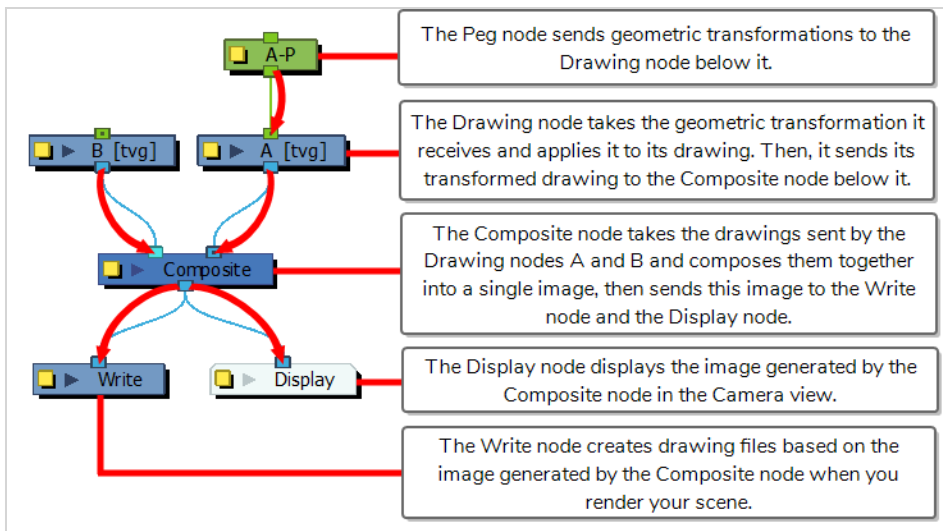 A-P
The Peg node sends geometric transformations to the
Drawing node below it.
B [tvg]
A [tvg]
The Drawing node takes the geometric transformation it
receives and applies it to its drawing. Then, it sends its
transformed drawing to the Composite node below it.
Composite
The Composite node takes the drawings sent by the
Drawing nodes A and B and composes them together
into a single image, then sends this image to the Write
node and the Display node.
Write
Display
The Display node displays the image generated by the
Composite node in the Camera view.
The Write node creates drawing files based on the
image generated by the Composite node when you
render your scene.